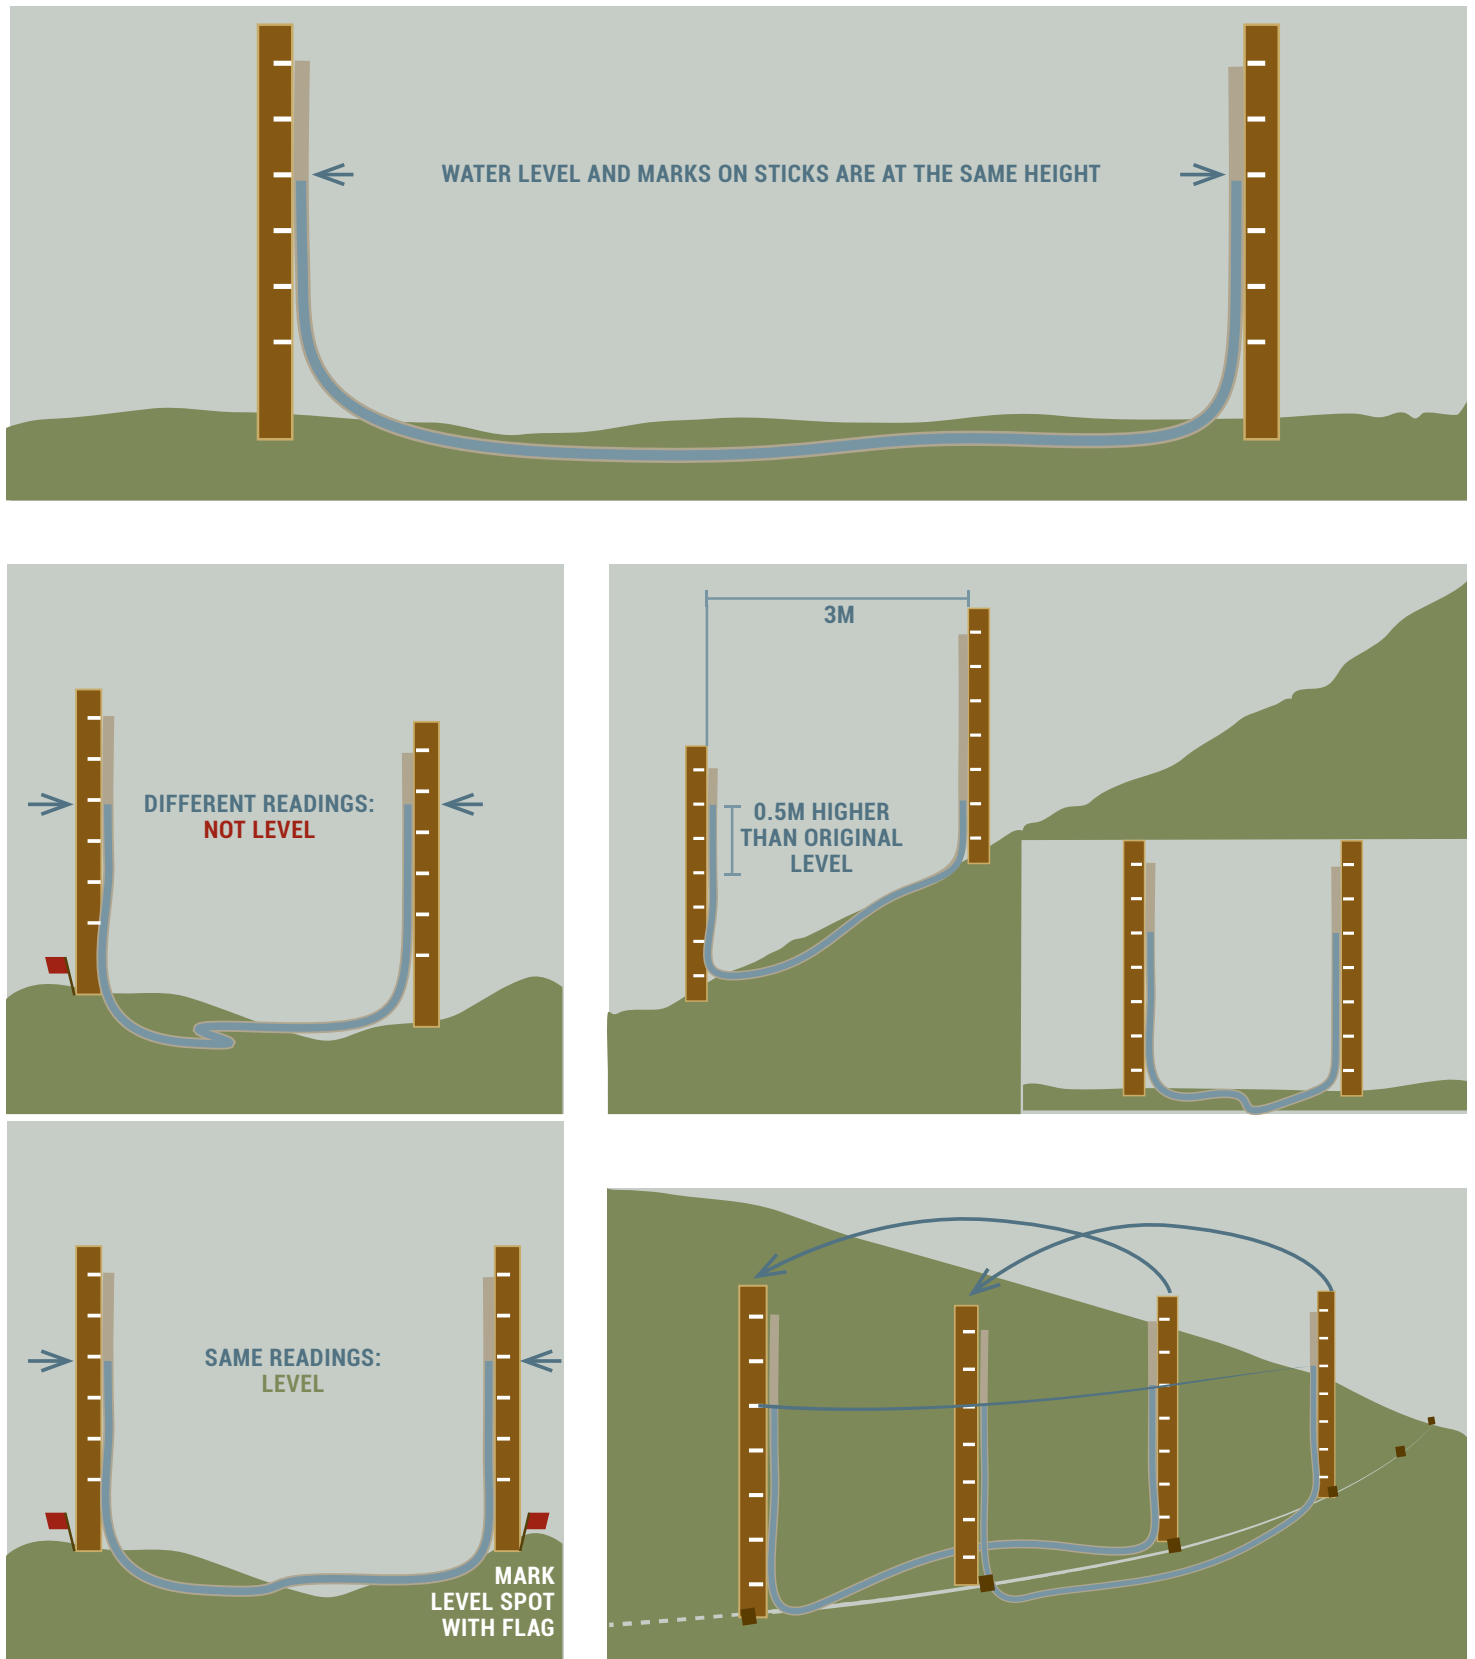 WATER LEVEL AND MARKS ON STICKS ARE AT THE SAME HEIGHT
DIFFERENT READINGS:
NOT LEVEL
3M
0.5M HIGHER
THAN ORIGINAL
LEVEL
SAME READINGS:
LEVEL
MARK
LEVEL SPOT
WITH FLAG